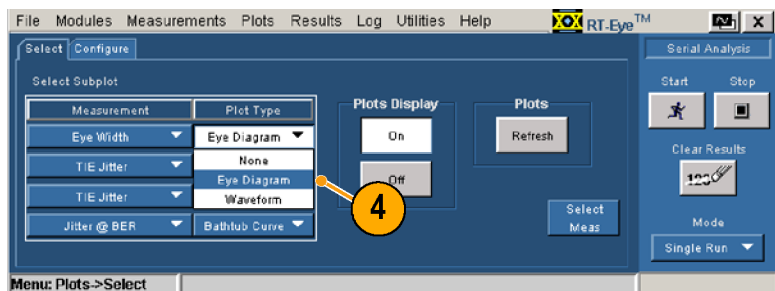 File Modules Measurements Plots Results Log Utilities Help RT-Eye™ x
Select Configure
Serial Analysis
Select Subplot
Measurement Plot Type
Eye Width Eye Diagram
TIE Jitter
None
Eye Diagram
TIE Jitter
Waveform
Jitter @ BER Bathtub Curve
Plots Display
On
Off
Plots
Refresh
Select
Meas
4
Start Stop
Clear Results
123
Mode
Single Run
Menu: Plots->Select